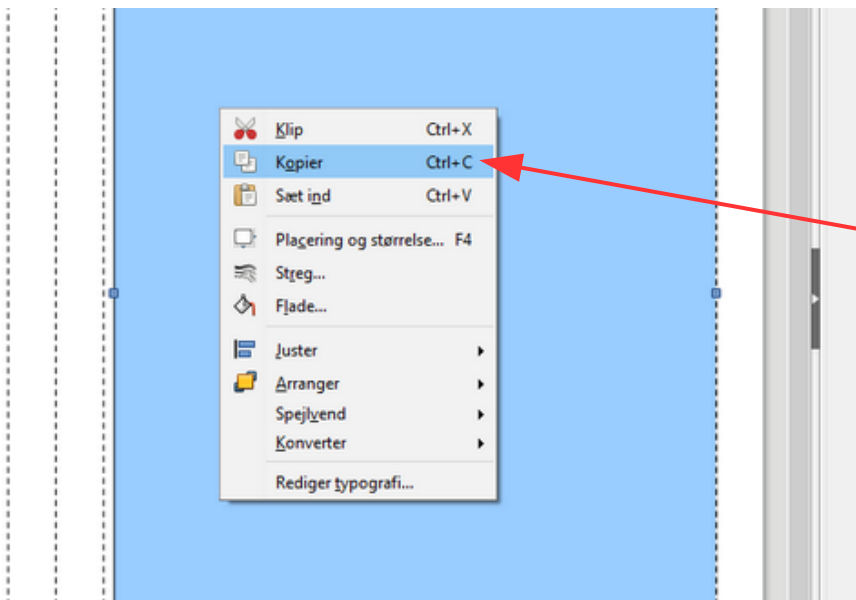 Klip Ctrl+X
Kopier Ctrl+C
Sæt ind Ctrl+V
Placering og størrelse... F4
Streg...
Flade...
Juster
Arranger
Spejlvend
Konverter
Rediger typografi...